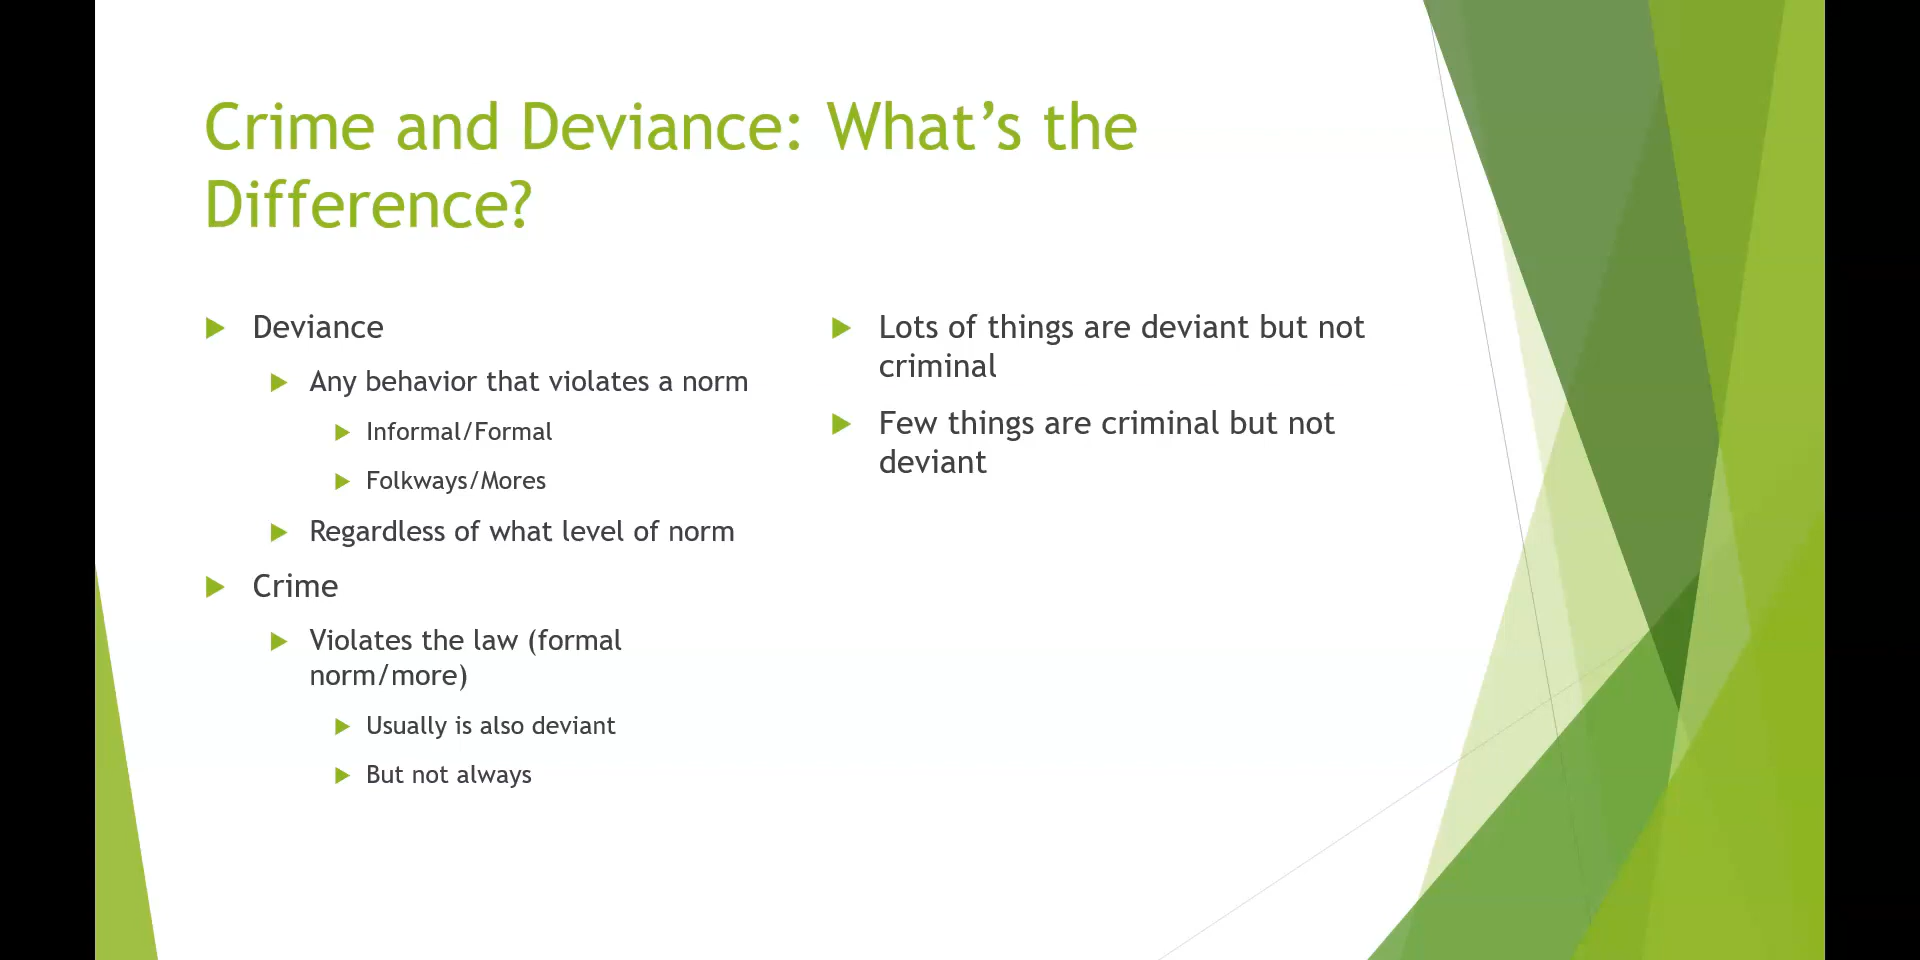 Crime and Deviance: What’s the
Difference?
Deviance
Any behavior that violates a norm
Informal/Formal
Folkways/Mores
Regardless of what level of norm
Crime
Violates the law (formal
norm/more)
Usually is also deviant
But not always
Lots of things are deviant but not
criminal
Few things are criminal but not
deviant